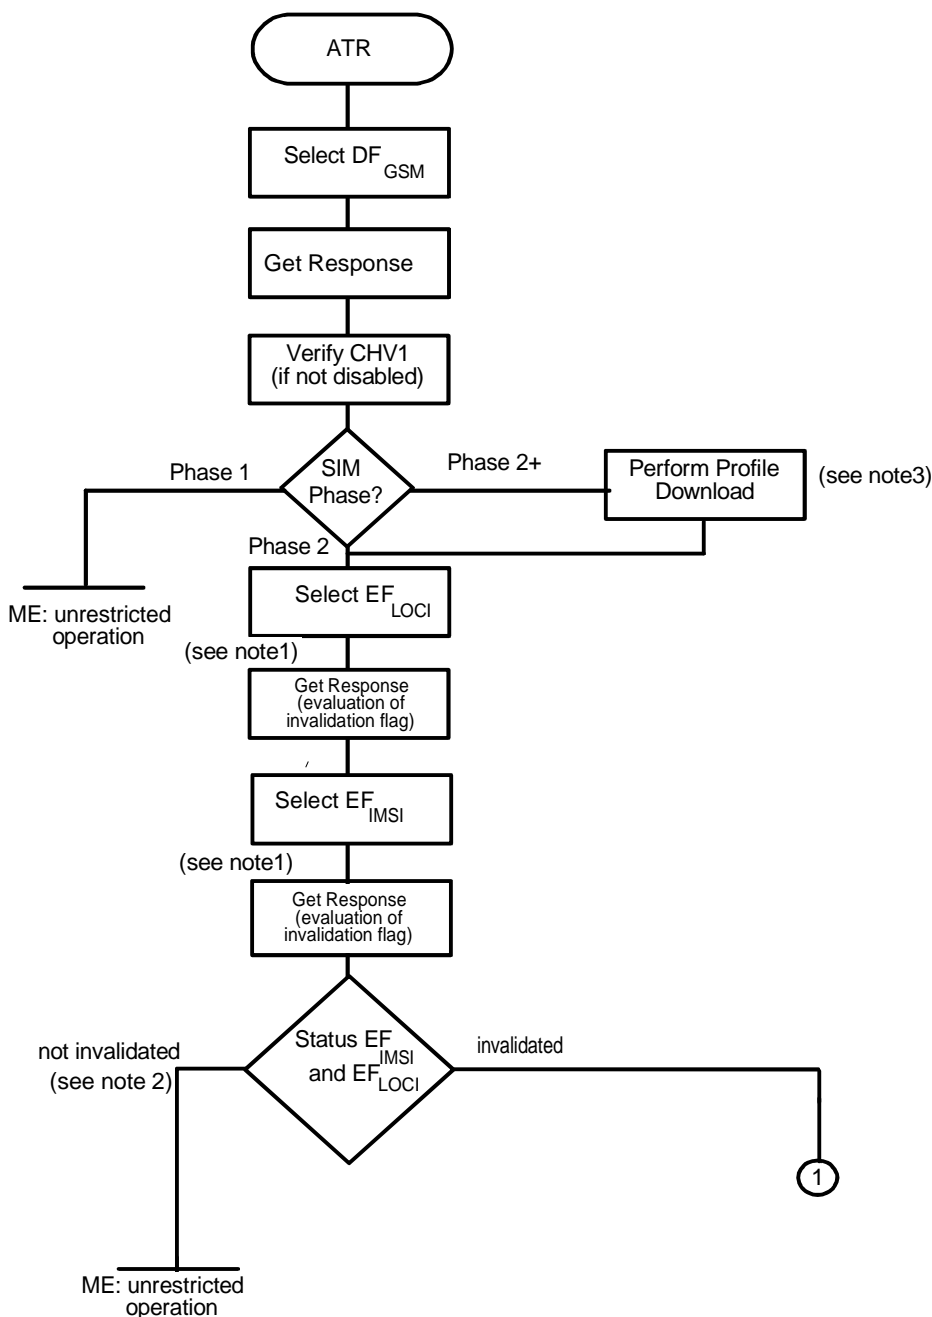 ATR
Select DF GSM
Get Response
Verify CHV1
(if not disabled)
Phase 1
SIM
Phase?
Phase 2+
Perform Profile
Download
(see note3)
Phase 2
ME: unrestricted
operation
Select EF LOCI
(see note1)
Get Response
(evaluation of
invalidation flag)
Select EF IMSI
(see note1)
Get Response
(evaluation of
invalidation flag)
not invalidated
(see note 2)
Status EF IMSI
and EF LOCI
invalidated
1
ME: unrestricted
operation